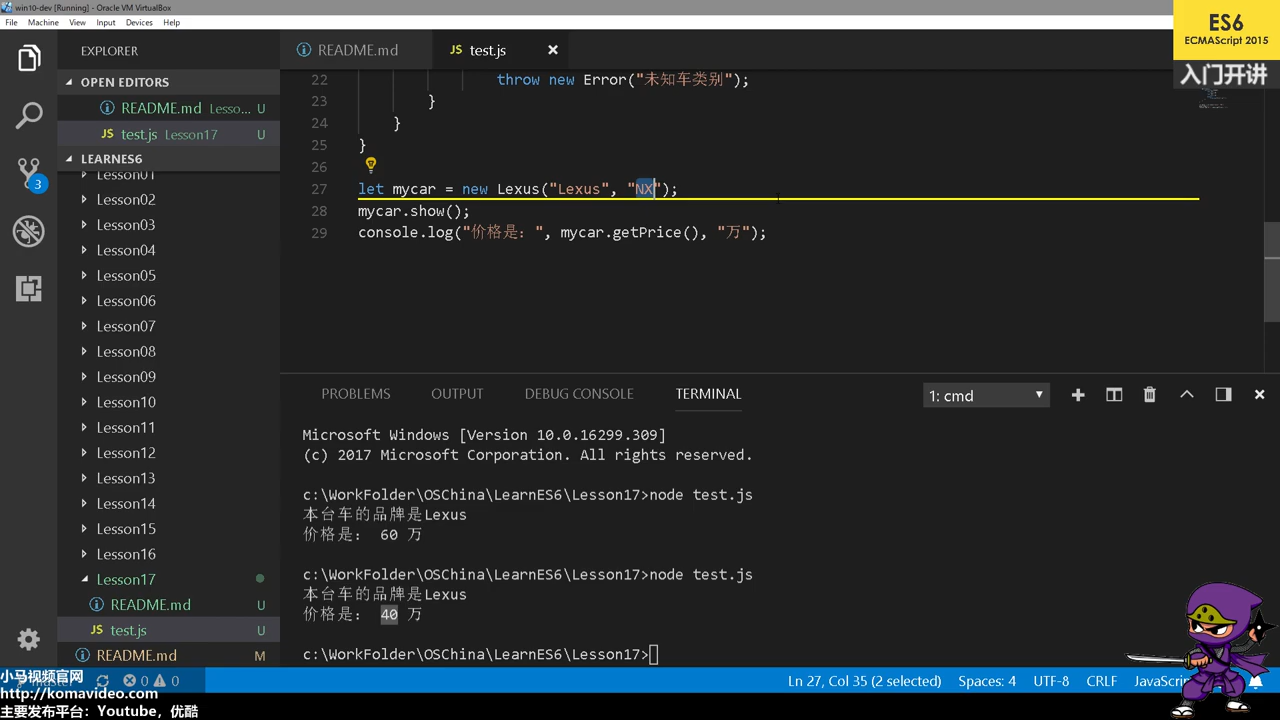 win10-dev [Running] - Oracle VM VirtualBox
File Machine View Input Devices Help
ES6
ECMAScript 2015
入门开讲
EXPLORER
README.md
JS test.js
OPEN EDITORS
README.md Lesso... U
JS test.js Lesson17 U
LEARNES6
Lesson01
Lesson02
Lesson03
Lesson04
Lesson05
Lesson06
Lesson07
Lesson08
Lesson09
Lesson10
Lesson11
Lesson12
Lesson13
Lesson14
Lesson15
Lesson16
Lesson17
README.md U
JS test.js U
README.md M
3
22 throw new Error("未知车类别");
23 }
24 }
25 }
26
27 let mycar = new Lexus("Lexus", "NX");
28 mycar.show();
29 console.log("价格是：", mycar.getPrice(), "万");
PROBLEMS OUTPUT DEBUG CONSOLE TERMINAL 1: cmd
Microsoft Windows [Version 10.0.16299.309]
(c) 2017 Microsoft Corporation. All rights reserved.
c:\WorkFolder\OSChina\LearnES6\Lesson17>node test.js
本台车的品牌是Lexus
价格是： 60 万
c:\WorkFolder\OSChina\LearnES6\Lesson17>node test.js
本台车的品牌是Lexus
价格是： 40 万
c:\WorkFolder\OSChina\LearnES6\Lesson17>
小马视频官网
http://komavideo.com
主要发布平台：Youtube，优酷
0 0
Ln 27, Col 35 (2 selected) Spaces: 4 UTF-8 CRLF JavaScri